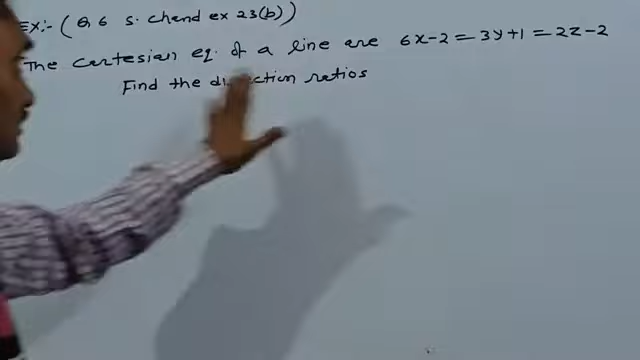 Ex:- (Q.6 S. Chand ex 23(b))
The cartesian eq. of a line are 6x-2=3y+1=2z-2
Find the direction ratios